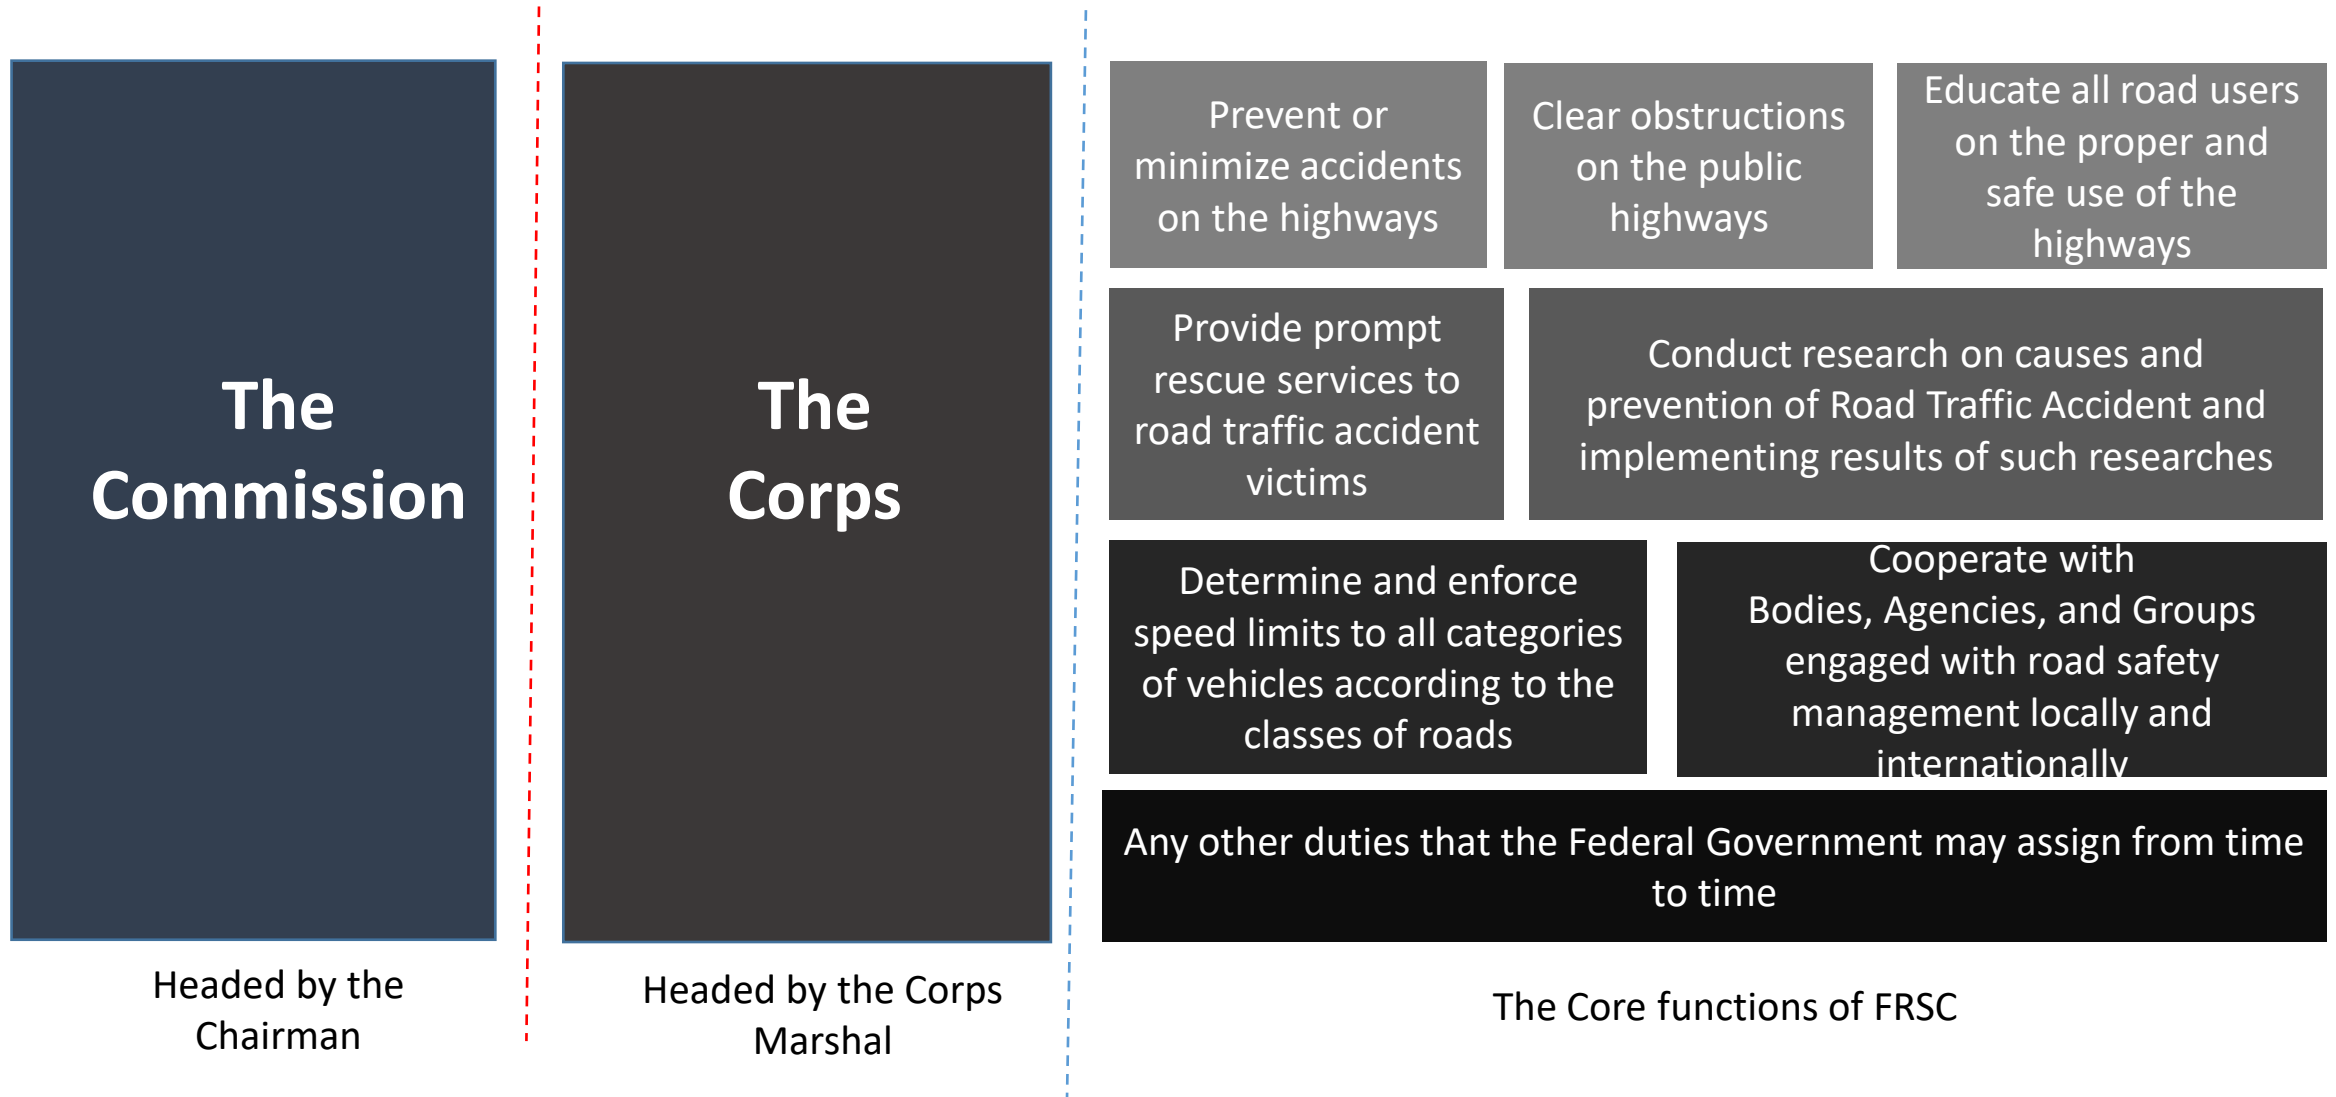 The
Commission
Headed by the
Chairman
The
Corps
Headed by the Corps
Marshal
Prevent or
minimize accidents
on the highways
Clear obstructions
on the public
highways
Educate all road users
on the proper and
safe use of the
highways
Provide prompt
rescue services to
road traffic accident
victims
Conduct research on causes and
prevention of Road Traffic Accident and
implementing results of such researches
Determine and enforce
speed limits to all categories
of vehicles according to the
classes of roads
Cooperate with
Bodies, Agencies, and Groups
engaged with road safety
management locally and
internationally
Any other duties that the Federal Government may assign from time
to time
The Core functions of FRSC